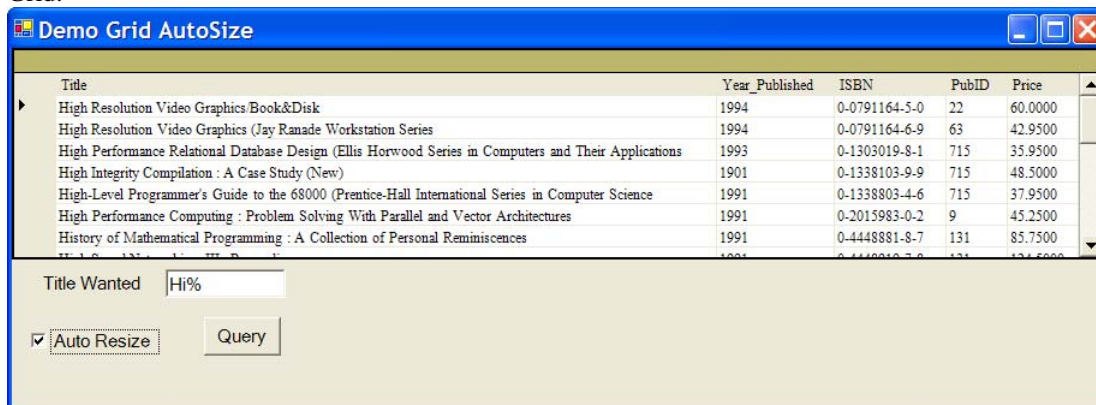 Demo Grid AutoSize
Title Year_Published ISBN PubID Price
High Resolution Video Graphics/Book&Disk 1994 0-0791164-5-0 22 60.0000
High Resolution Video Graphics (Jay Ranade Workstation Series 1994 0-0791164-6-9 63 42.9500
High Performance Relational Database Design (Ellis Horwood Series in Computers and Their Applications 1993 0-1303019-8-1 715 35.9500
High Integrity Compilation : A Case Study (New) 1901 0-1338103-9-9 715 48.5000
High-Level Programmer's Guide to the 68000 (Prentice-Hall International Series in Computer Science 1991 0-1338803-4-6 715 37.9500
High Performance Computing : Problem Solving With Parallel and Vector Architectures 1991 0-2015983-0-2 9 45.2500
History of Mathematical Programming : A Collection of Personal Reminiscences 1991 0-4448881-8-7 131 85.7500
Title Wanted Hi%
Auto Resize Query